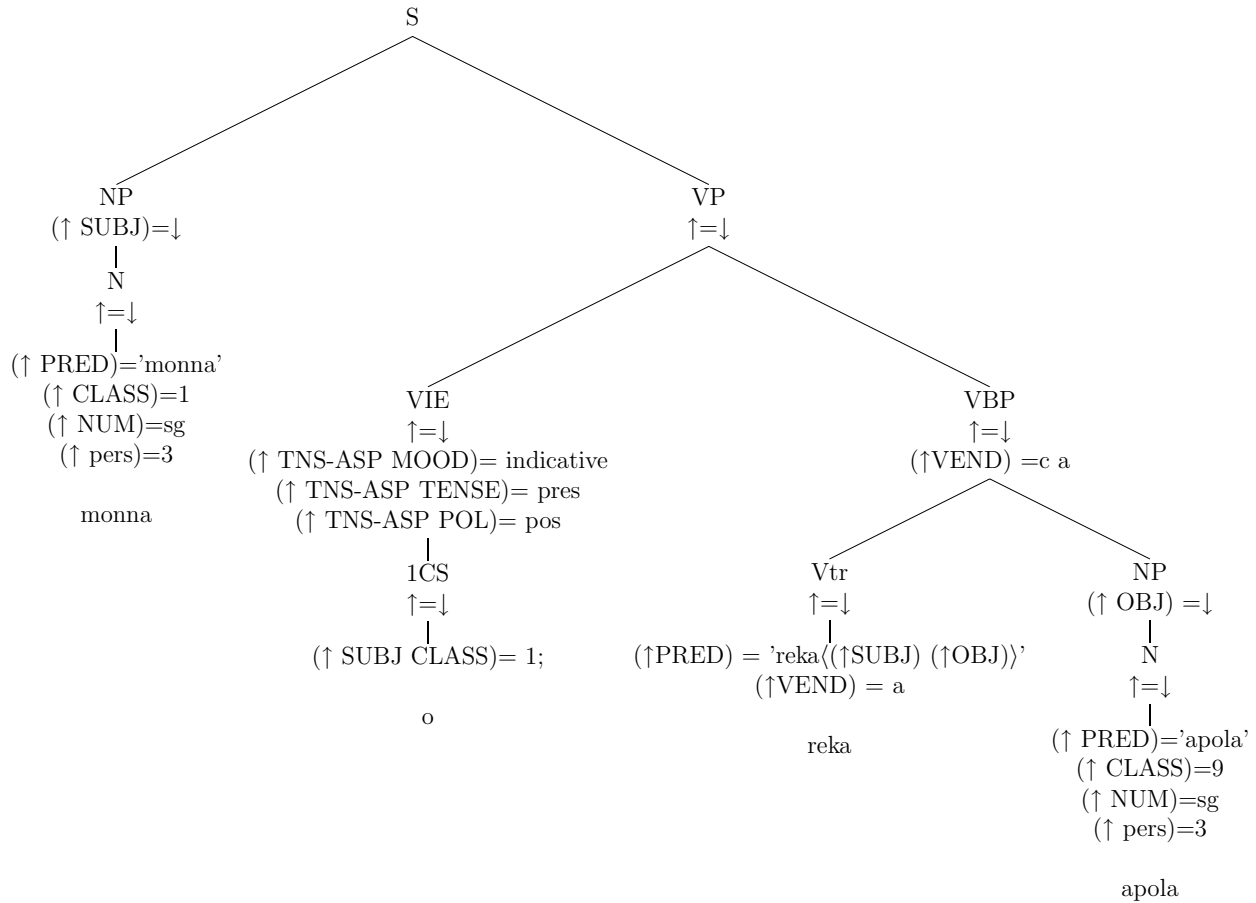 S
NP
(↑ SUBJ)=↓
N
↑=↓
(↑ PRED)='monna'
(↑ CLASS)=1
(↑ NUM)=sg
(↑ pers)=3
monna
VP
↑=↓
VIE
↑=↓
(↑ TNS-ASP MOOD)= indicative
(↑ TNS-ASP TENSE)= pres
(↑ TNS-ASP POL)= pos
1CS
↑=↓
(↑ SUBJ CLASS)= 1;
o
VBP
↑=↓
(↑VEND) =c a
Vtr
↑=↓
(↑PRED) = 'reka⟨(↑SUBJ) (↑OBJ)⟩'
(↑VEND) = a
reka
NP
(↑ OBJ) =↓
N
↑=↓
(↑ PRED)='apola'
(↑ CLASS)=9
(↑ NUM)=sg
(↑ pers)=3
apola